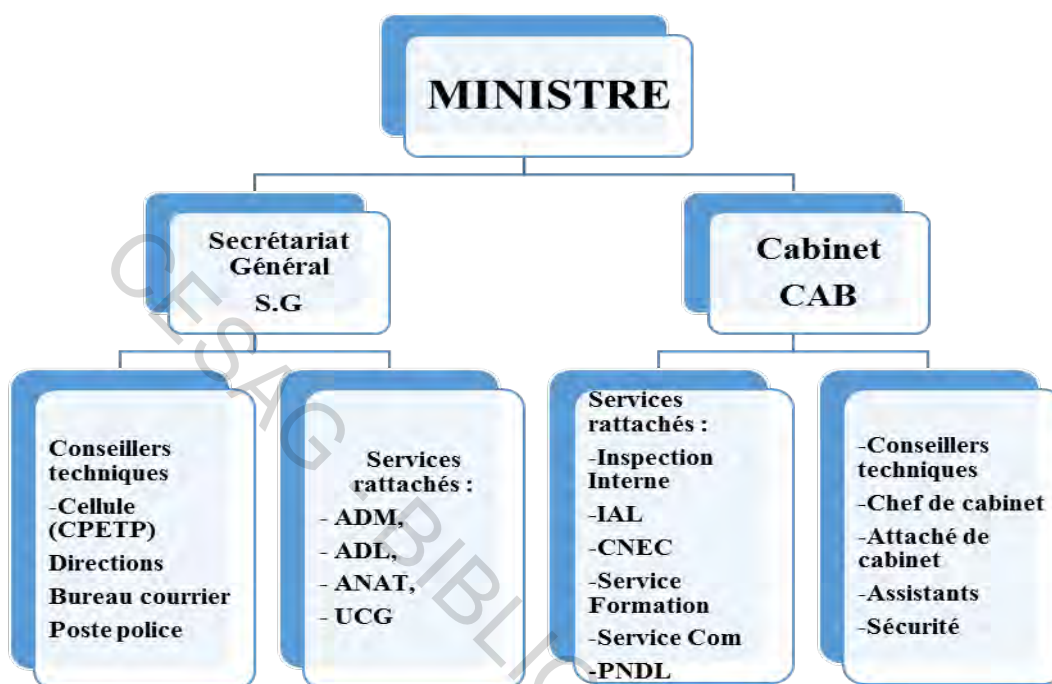 MINISTRE
Secrétariat
Général
S.G
Cabinet
CAB
Conseillers
techniques
-Cellule
(CPETP)
Directions
Bureau courrier
Poste police
Services
rattachés :
- ADM,
- ADL,
- ANAT,
- UCG
Services
rattachés :
-Inspection
Interne
-IAL
-CNEC
-Service
Formation
-Service Com
-PNDL
-Conseillers
techniques
-Chef de cabinet
-Attaché de
cabinet
-Assistants
-Sécurité
CESAG - BIBLIO